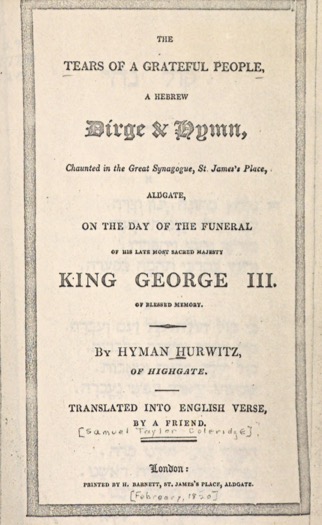 THE
TEARS OF A GRATEFUL PEOPLE,
A HEBREW
Dirge & Hymn,
Chaunted in the Great Synagogue, St. James's Place,
ALDGATE,
ON THE DAY OF THE FUNERAL
OF HIS LATE MOST SACRED MAJESTY
KING GEORGE III.
OF BLESSED MEMORY.
BY HYMAN HURWITZ,
OF HIGHGATE.
TRANSLATED INTO ENGLISH VERSE,
BY A FRIEND.
[Samuel Taylor Coleridge]
London:
PRINTED BY H. BARNETT, ST. JAMES'S PLACE, ALDGATE.
[February, 1820]